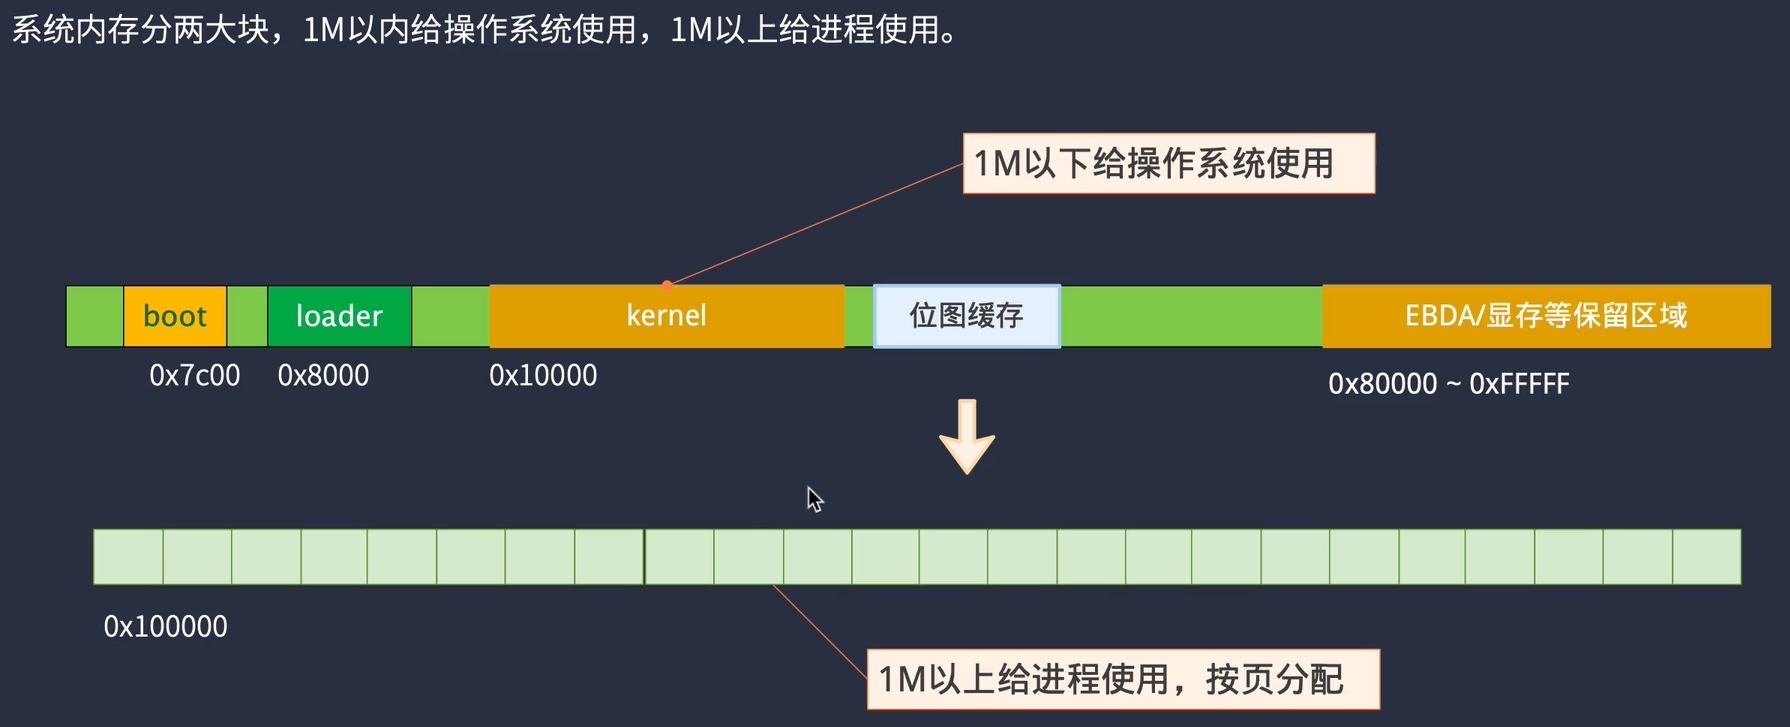 系统内存分两大块，1M以内给操作系统使用，1M以上给进程使用。
1M以下给操作系统使用
boot
loader
kernel
位图缓存
EBDA/显存等保留区域
0x7c00
0x8000
0x10000
0x80000 ~ 0xFFFFF
0x100000
1M以上给进程使用，按页分配